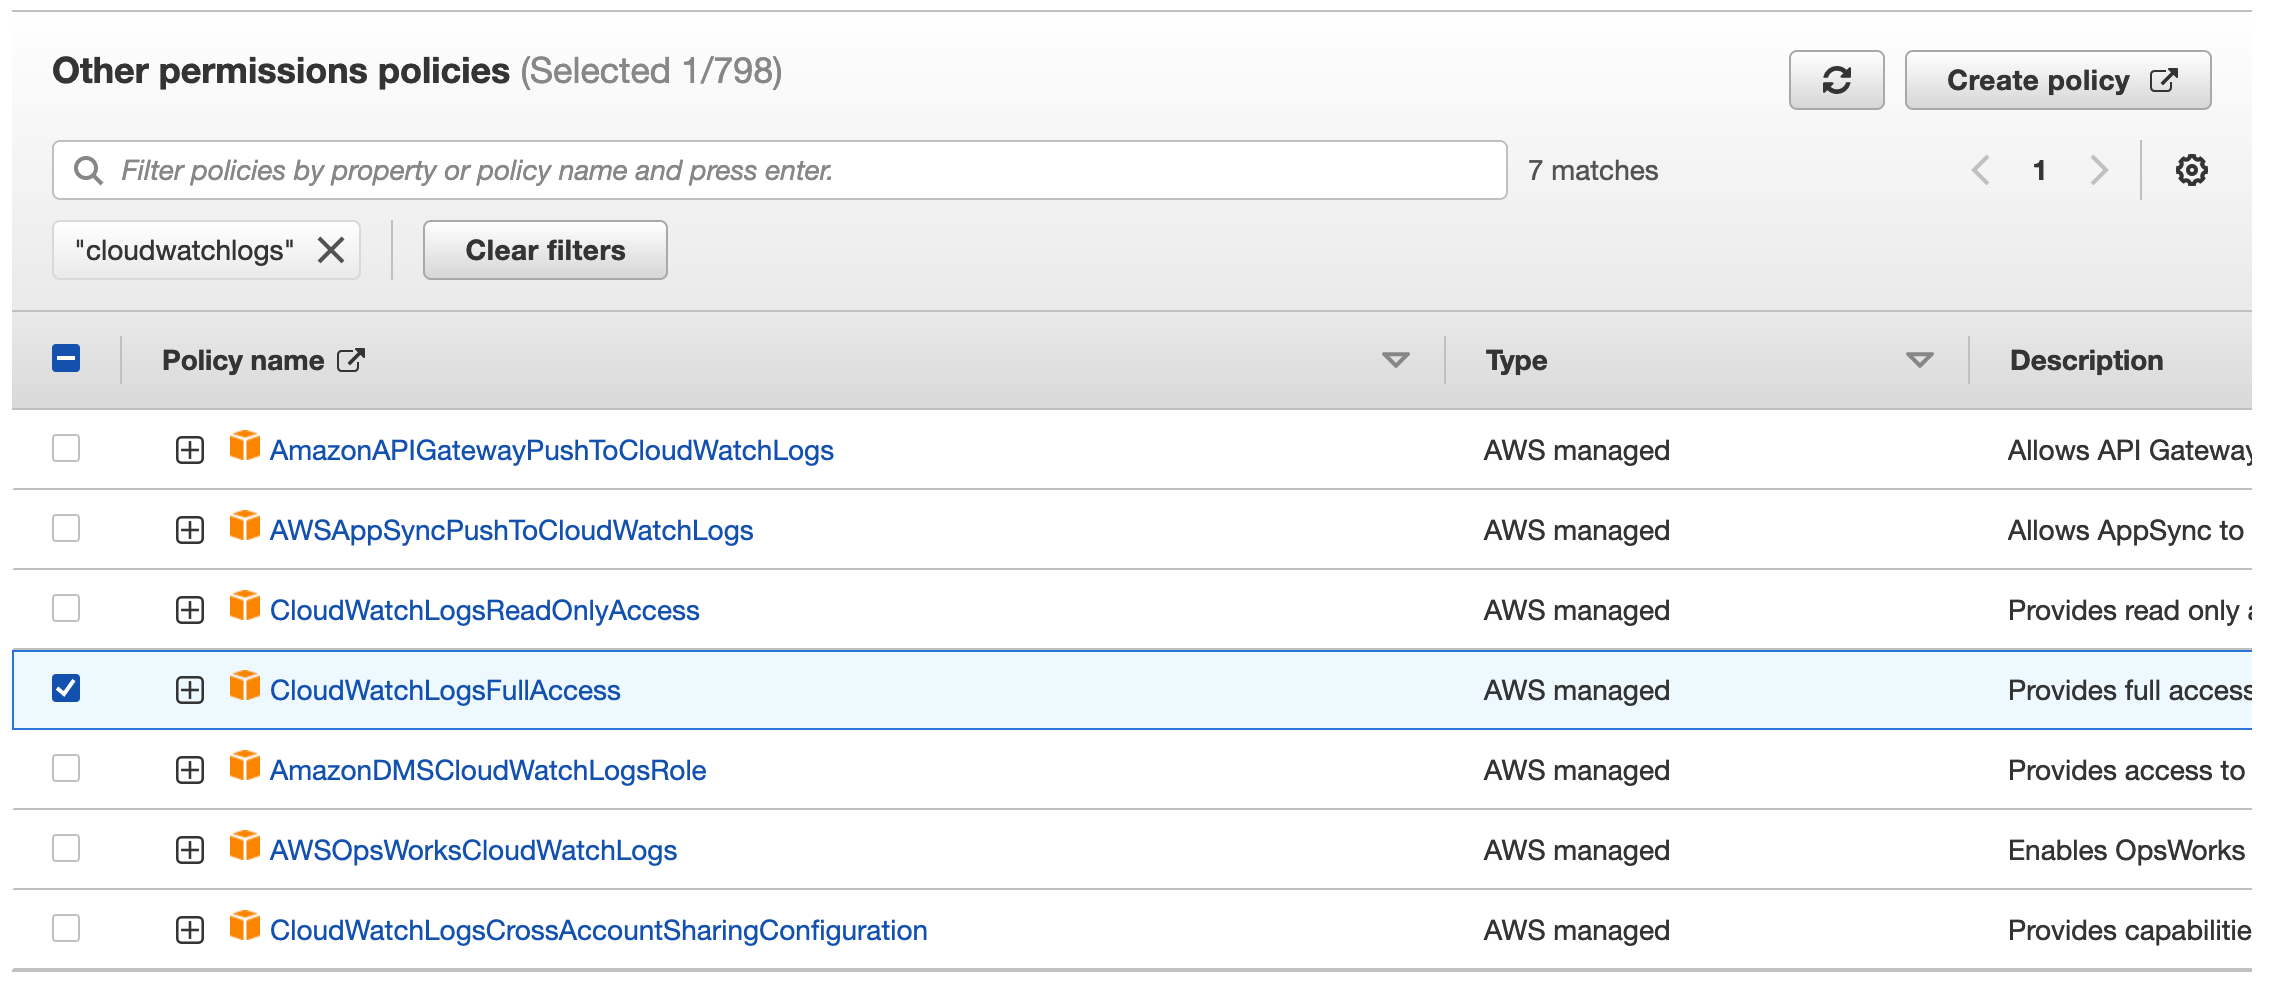 Other permissions policies (Selected 1/798)
Create policy
Filter policies by property or policy name and press enter.
7 matches
1
"cloudwatchlogs"
Clear filters
Policy name
Type
Description
AmazonAPIGatewayPushToCloudWatchLogs AWS managed Allows API Gateway
AWSAppSyncPushToCloudWatchLogs AWS managed Allows AppSync to
CloudWatchLogsReadOnlyAccess AWS managed Provides read only
CloudWatchLogsFullAccess AWS managed Provides full access
AmazonDMSCloudWatchLogsRole AWS managed Provides access to
AWSOpsWorksCloudWatchLogs AWS managed Enables OpsWorks
CloudWatchLogsCrossAccountSharingConfiguration AWS managed Provides capabilitie